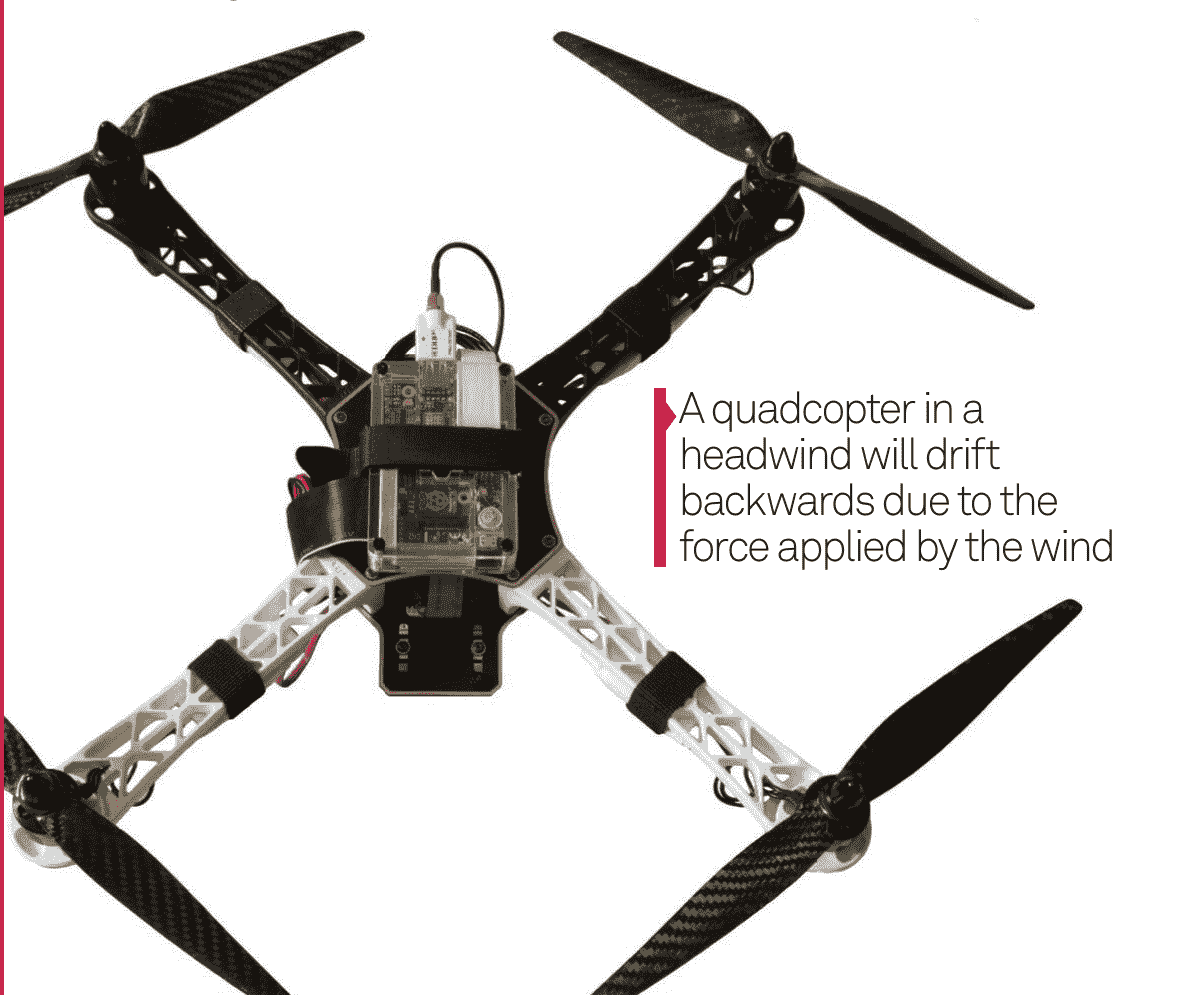 A quadcopter in a
headwind will drift
backwards due to the
force applied by the wind